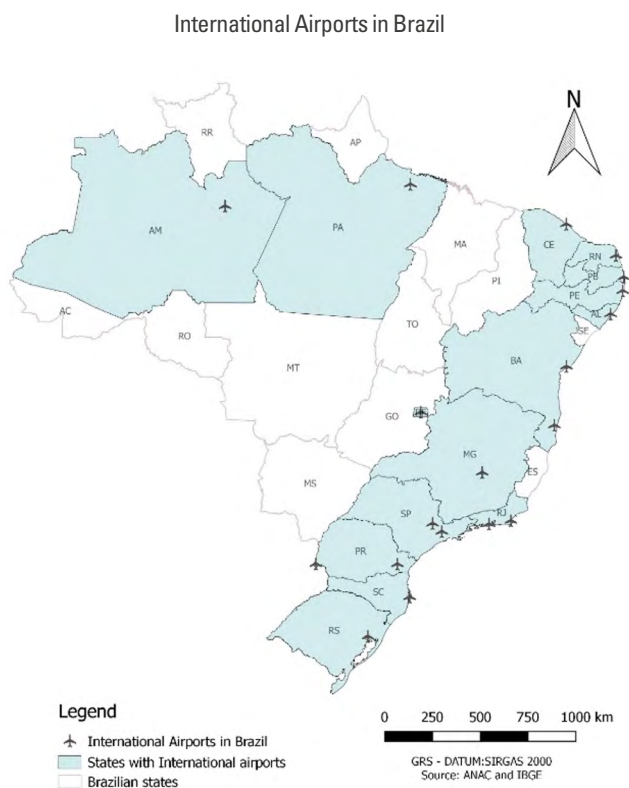 International Airports in Brazil
N
RR
AP
AM
PA
MA
CE
RN
PB
PI
PE
AL
AC
TO
SE
RO
BA
MT
GO
MG
ES
MS
SP
RJ
PR
SC
RS
Legend
International Airports in Brazil
States with International airports
Brazilian states
0 250 500 750 1000 km
GRS - DATUM:SIRGAS 2000
Source: ANAC and IBGE